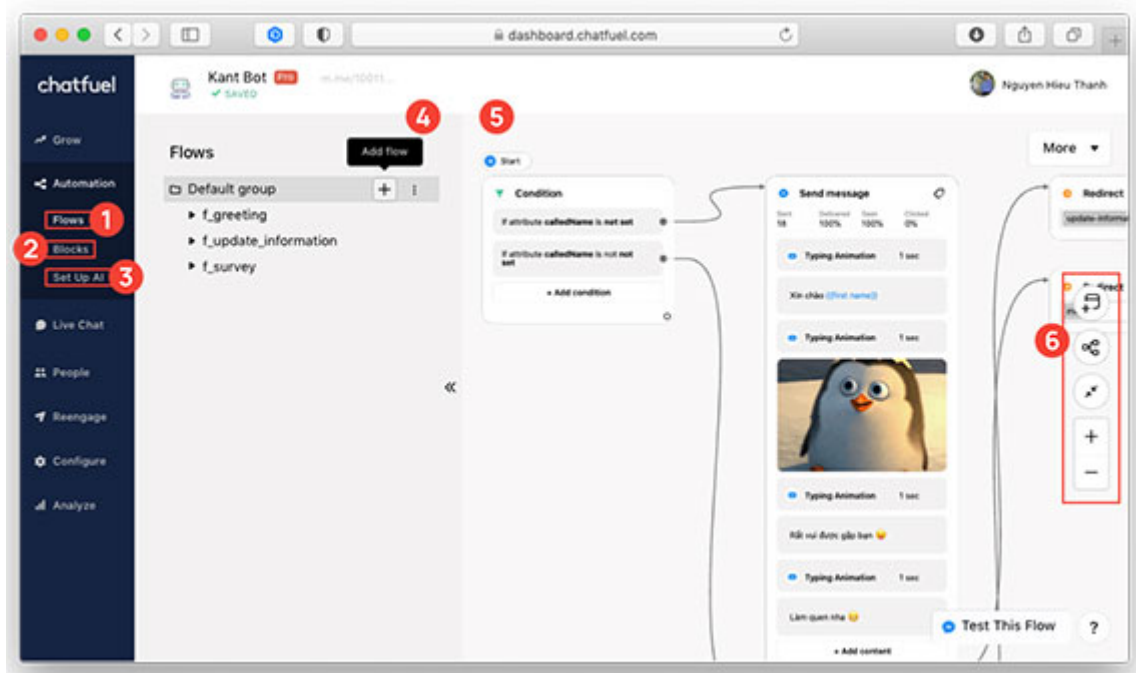 dashboard.chatfuel.com
chatfuel
Kant Bot Pro
✓ SAVED
Nguyen Hieu Thanh
Grow
Automation
Flows
1
2
Blocks
Set Up AI
3
Live Chat
People
Reengage
Configure
Analyze
4
Flows
Add flow
Default group
f_greeting
f_update_information
f_survey
5
Start
More
Condition
If attribute calledName is not set
If attribute calledName is not not
set
+ Add condition
Send message
Sent Delivered Seen Clicked
18 100% 100% 0%
Typing Animation 1 sec
Xin chào {{first name}}
Typing Animation 1 sec
Typing Animation 1 sec
Rất vui được gặp bạn 😜
Typing Animation 1 sec
Làm quen nha
+ Add content
Redirect
Redirect
6
Test This Flow
?